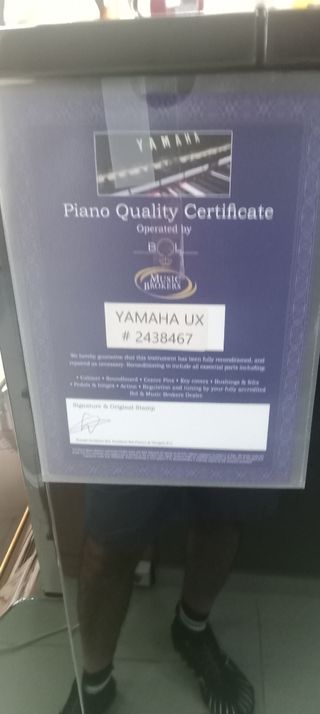 YAMAHA
Piano Quality Certificate
Operated by
BOL
MUSIC
BROKERS
YAMAHA UX
# 2438467
We hereby guarantee that this instrument has been fully reconditioned, and
repaired as necessary. Reconditioning to include all essential parts including:
• Cabinet • Soundboard • Centre Pins • Key covers • Bushings & felts
• Pedals & hinges • Action • Regulation and tuning by your fully accredited
Bol & Music Brokers Dealer
Signature & Original Stamp